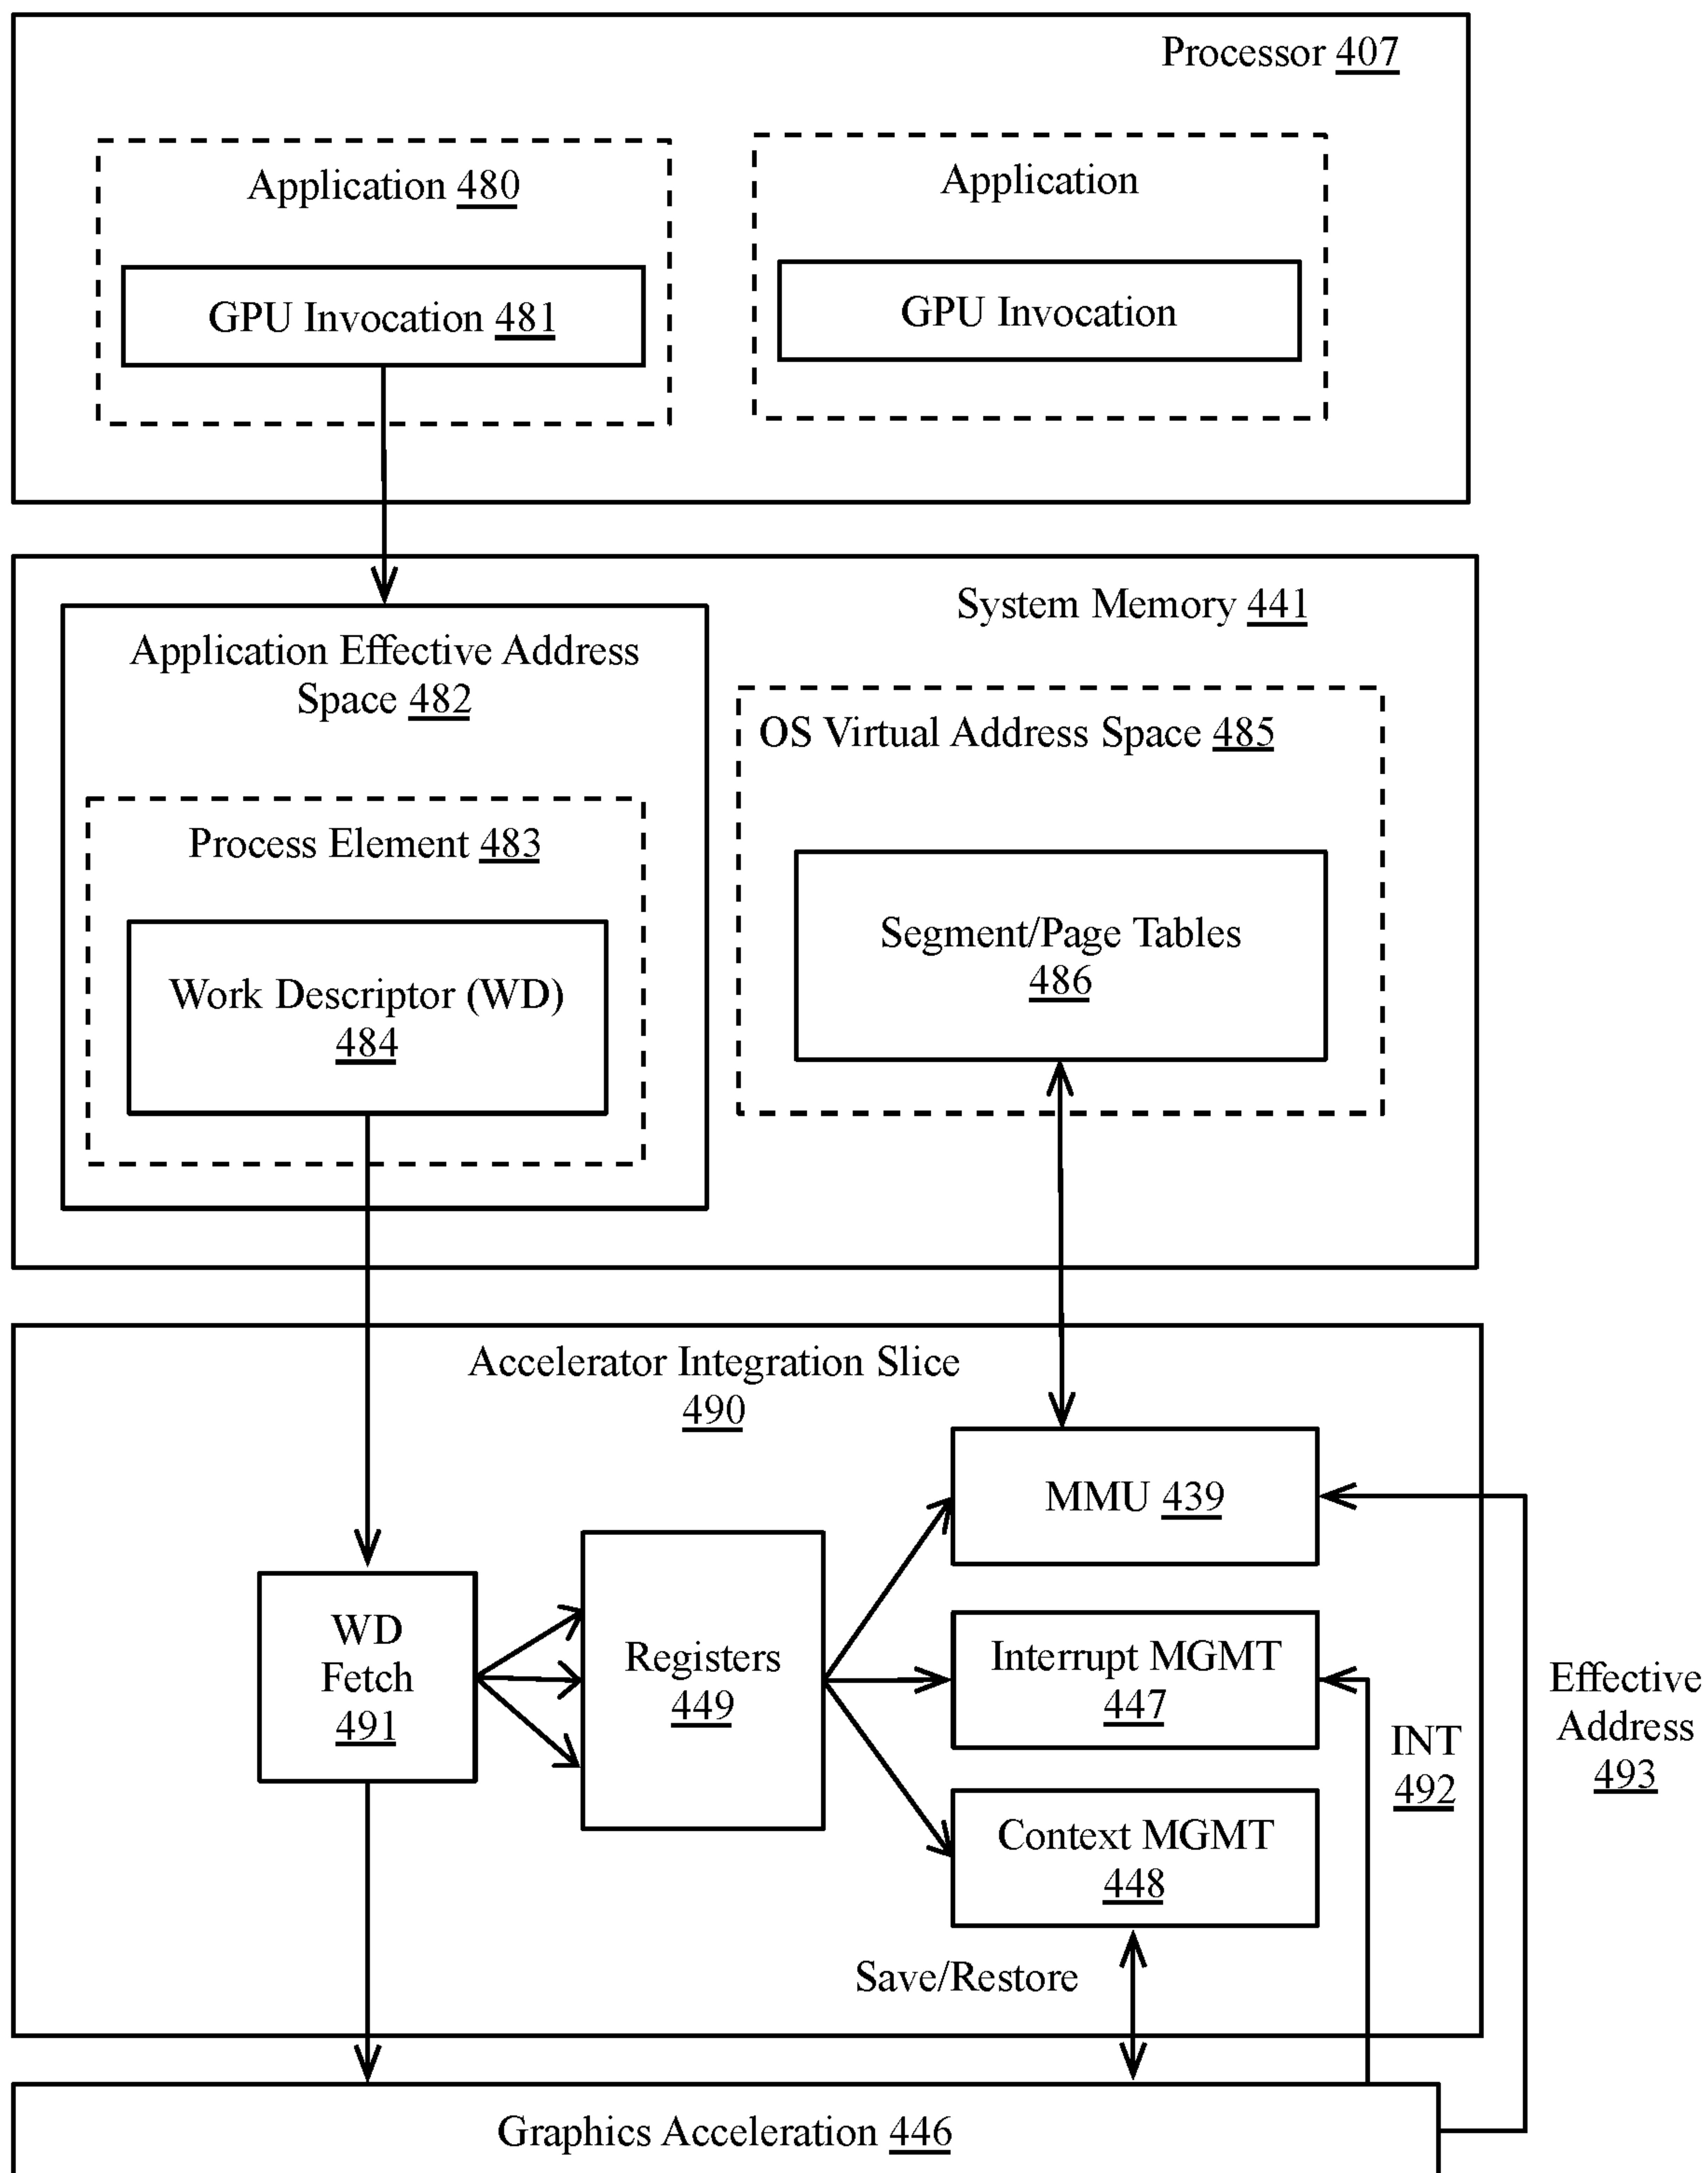 Processor 407
Application 480
Application
GPU Invocation 481
GPU Invocation
System Memory 441
Application Effective Address
Space 482
OS Virtual Address Space 485
Process Element 483
Segment/Page Tables
486
Work Descriptor (WD)
484
Accelerator Integration Slice
490
MMU 439
WD
Fetch
491
Registers
449
Interrupt MGMT
447
Effective
Address
493
INT
492
Context MGMT
448
Save/Restore
Graphics Acceleration 446